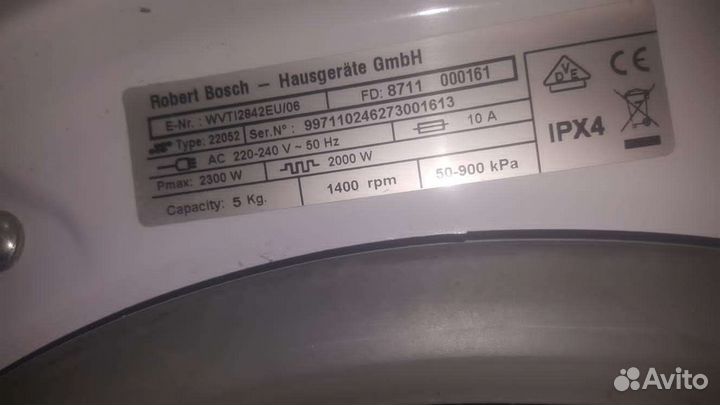 Robert Bosch – Hausgeräte GmbH
E-Nr.: WVTI2842EU/06 FD: 8711 000161
Type: 22052 Ser.N°: 997110246273001613
AC 220-240 V ~ 50 Hz 10 A
Pmax: 2300 W 2000 W
Capacity: 5 Kg. 1400 rpm 50-900 kPa
DVE CE
IPX4
Avito